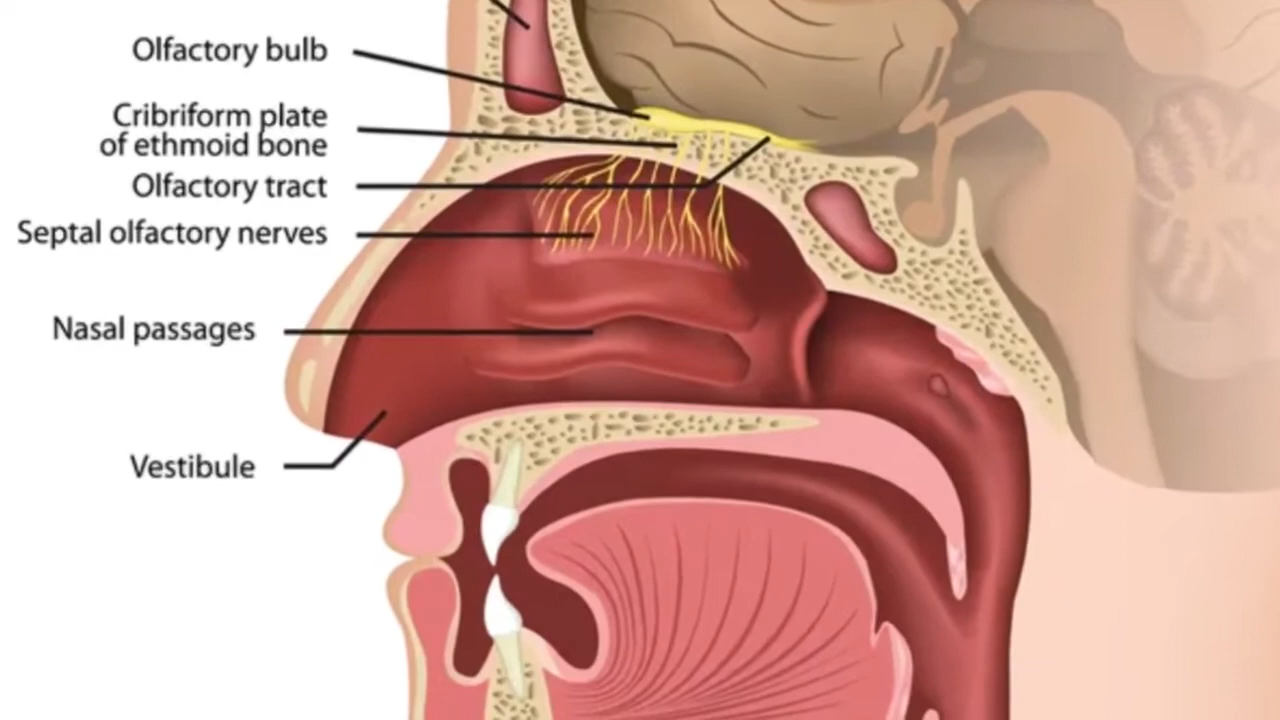 Olfactory bulb
Cribriform plate
of ethmoid bone
Olfactory tract
Septal olfactory nerves
Nasal passages
Vestibule